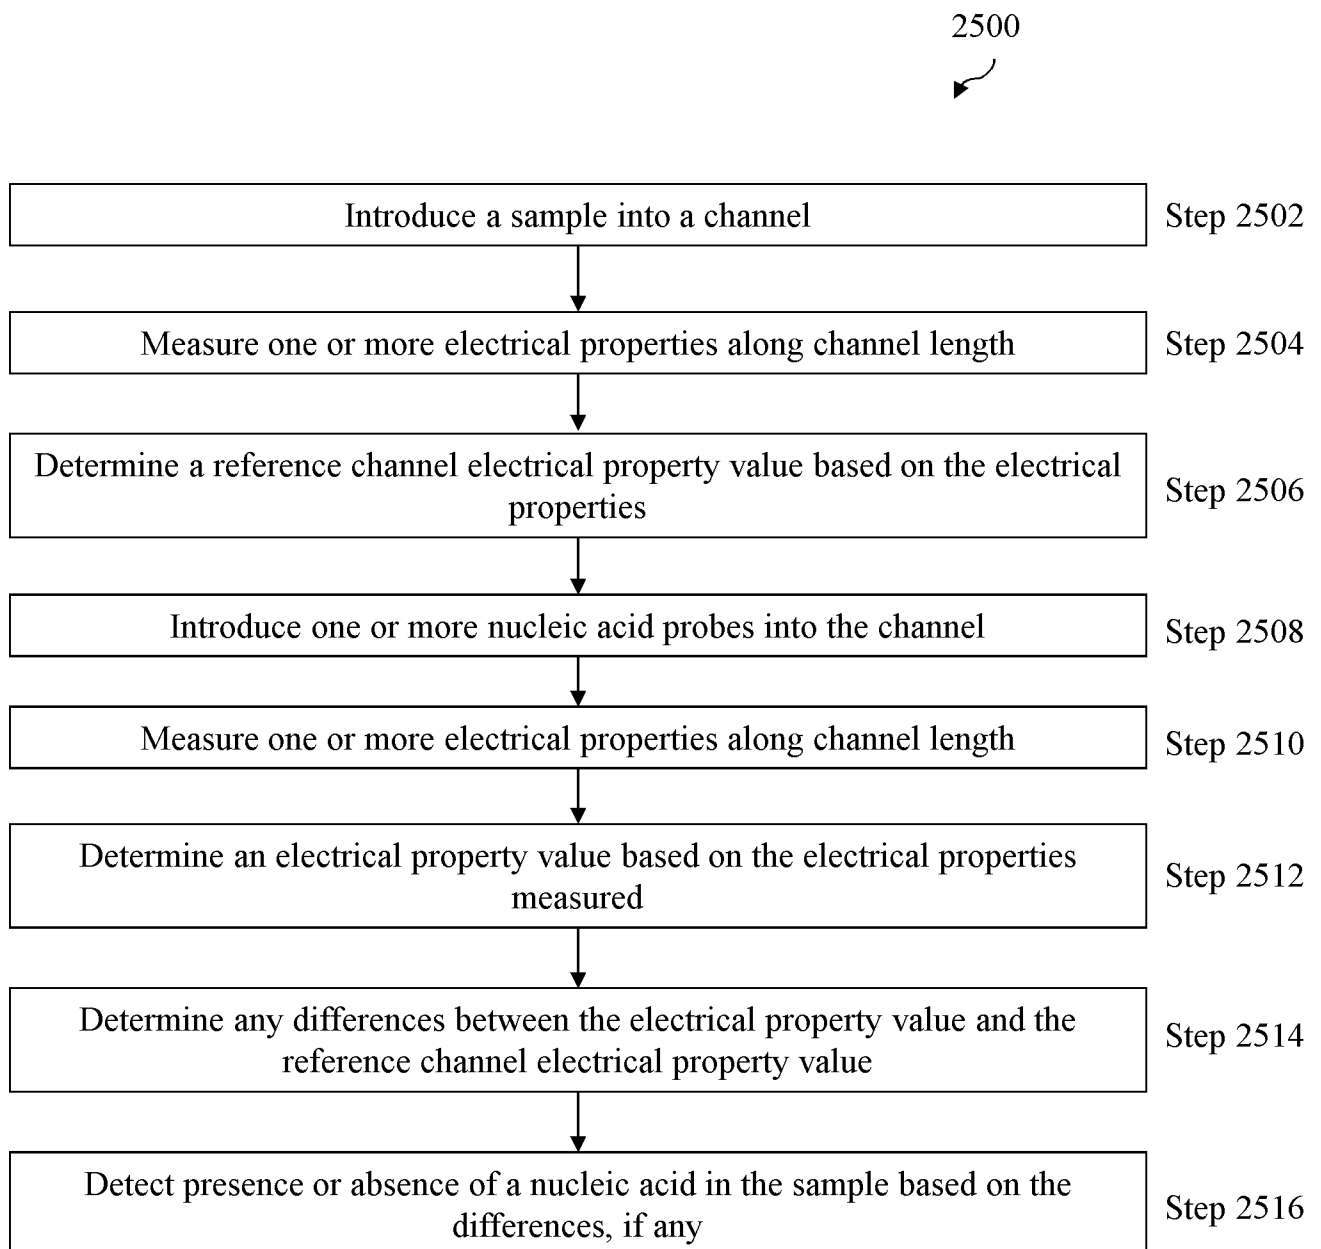 2500
Introduce a sample into a channel
Step 2502
Measure one or more electrical properties along channel length
Step 2504
Determine a reference channel electrical property value based on the electrical
properties
Step 2506
Introduce one or more nucleic acid probes into the channel
Step 2508
Measure one or more electrical properties along channel length
Step 2510
Determine an electrical property value based on the electrical properties
measured
Step 2512
Determine any differences between the electrical property value and the
reference channel electrical property value
Step 2514
Detect presence or absence of a nucleic acid in the sample based on the
differences, if any
Step 2516